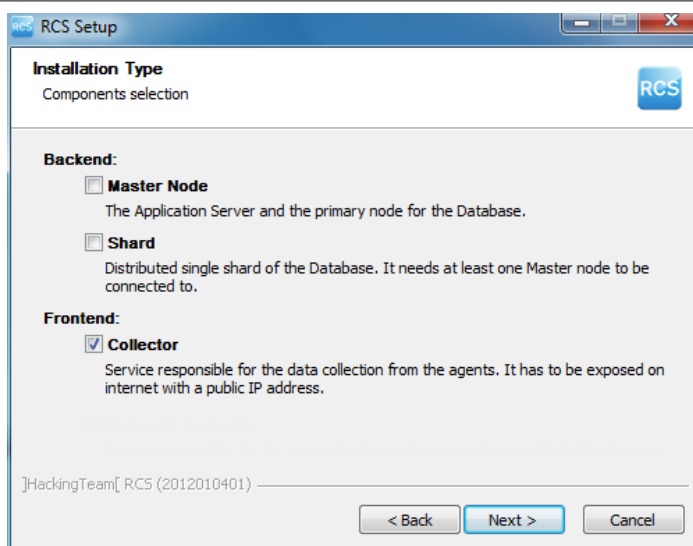 RCS RCS Setup
Installation Type
Components selection
RCS
Backend:
Master Node
The Application Server and the primary node for the Database.
Shard
Distributed single shard of the Database. It needs at least one Master node to be
connected to.
Frontend:
Collector
Service responsible for the data collection from the agents. It has to be exposed on
internet with a public IP address.
]HackingTeam[ RCS (2012010401)
< Back Next > Cancel